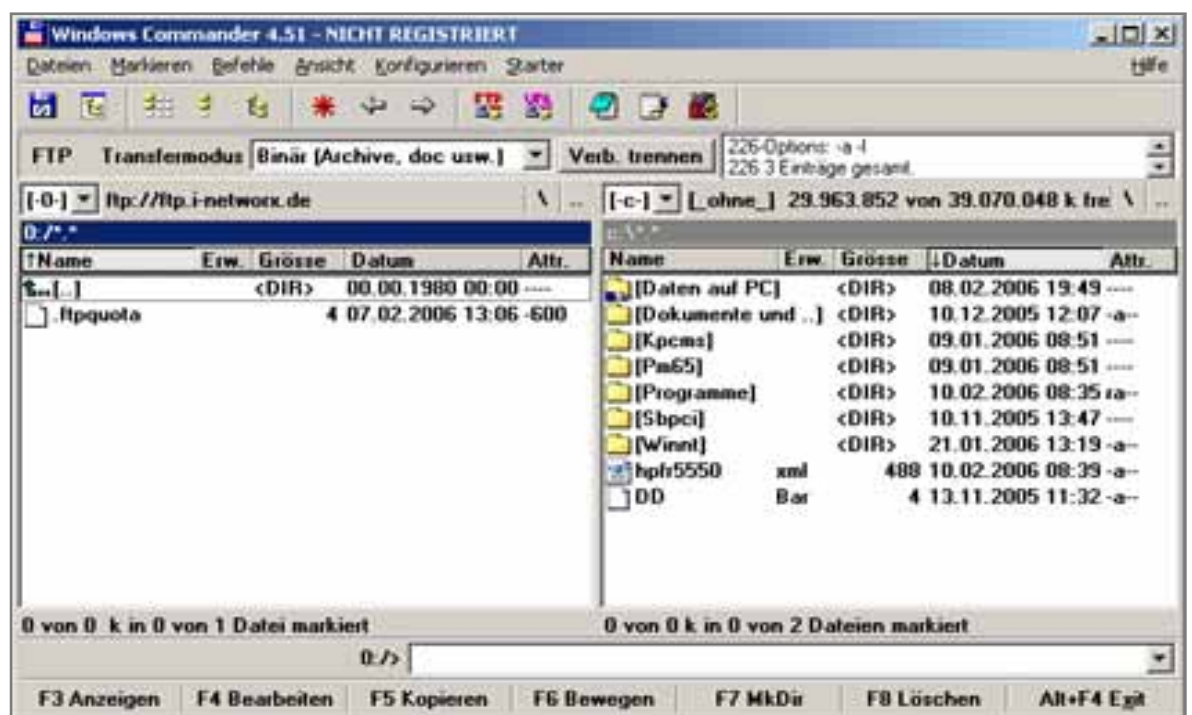 Windows Commander 4.51 - NICHT REGISTRIERT
Dateien Markieren Befehle Ansicht Konfigurieren Starter Hilfe
FTP Transfermodus Binär (Archive, doc usw.) Verb. trennen
226-Options: -a -l
226 3 Einträge gesamt.
[-0-] ftp://ftp.i-networx.de \ ..
[-c-] [_ohne_] 29.963.852 von 39.070.048 k frei \ ..
0:/*.*
c:\*.*
↑Name Erw. Grösse Datum Attr.
[..] <DIR> 00.00.1980 00:00 ----
.ftpquota 4 07.02.2006 13:06 -600
Name Erw. Grösse ↓Datum Attr.
[Daten auf PC] <DIR> 08.02.2006 19:49 ----
[Dokumente und ..] <DIR> 10.12.2005 12:07 -a--
[Kpcms] <DIR> 09.01.2006 08:51 ----
[Pm65] <DIR> 09.01.2006 08:51 ----
[Programme] <DIR> 10.02.2006 08:35 ra--
[Sbpci] <DIR> 10.11.2005 13:47 ----
[Winnt] <DIR> 21.01.2006 13:19 -a--
hpfr5550 xml 488 10.02.2006 08:39 -a--
DD Bar 4 13.11.2005 11:32 -a--
0 von 0 k in 0 von 1 Datei markiert
0 von 0 k in 0 von 2 Dateien markiert
0:/>
F3 Anzeigen F4 Bearbeiten F5 Kopieren F6 Bewegen F7 MkDir F8 Löschen Alt+F4 Exit